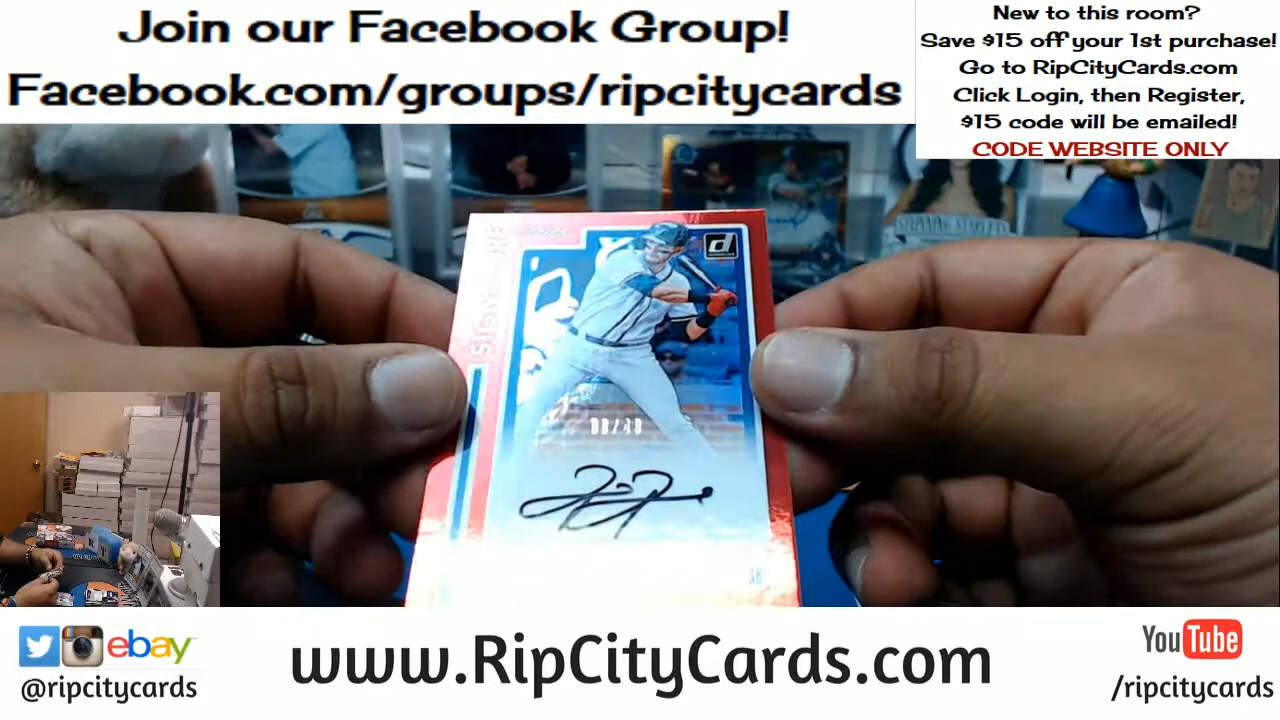 Join our Facebook Group!
Facebook.com/groups/ripcitycards
New to this room?
Save $15 off your 1st purchase!
Go to RipCityCards.com
Click Login, then Register,
$15 code will be emailed!
CODE WEBSITE ONLY
SIGNATURE
ebay
@ripcitycards
www.RipCityCards.com
YouTube
/ripcitycards